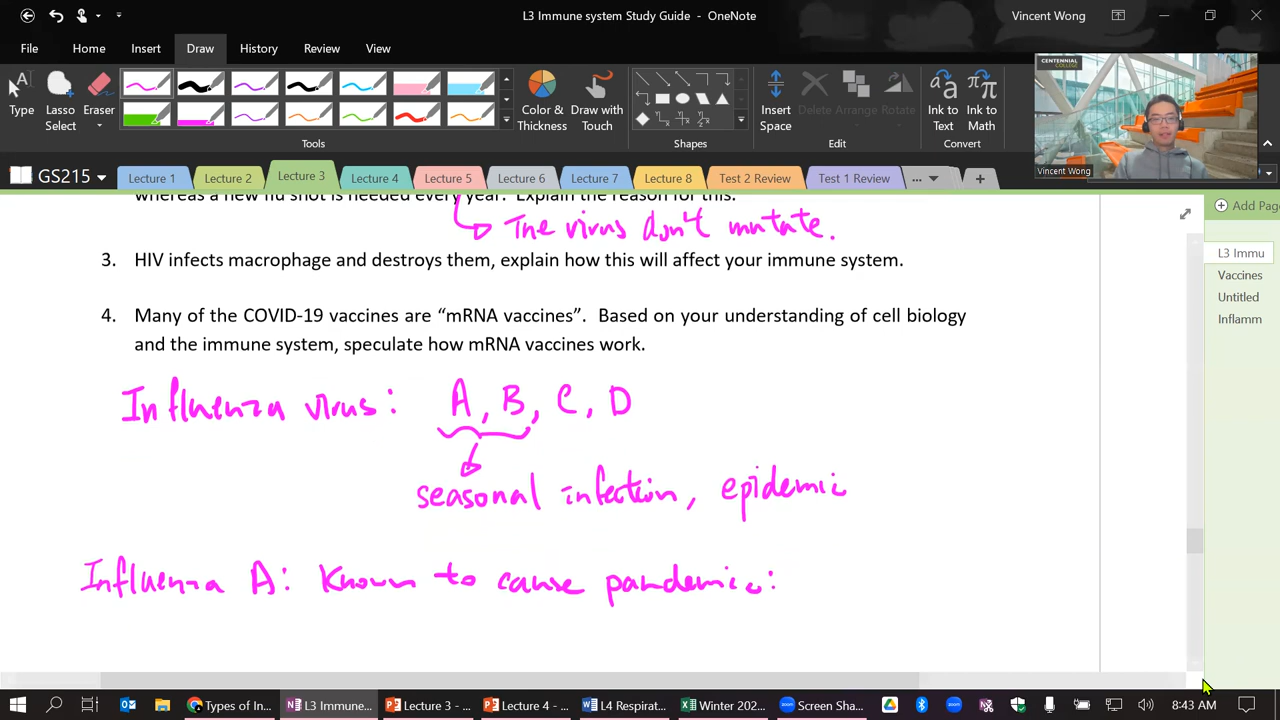 L3 Immune system Study Guide - OneNote
Vincent Wong
File Home Insert Draw History Review View
Type
Lasso Select
Eraser
Color & Thickness
Draw with Touch
Insert Space
Delete Arrange Rotate
Ink to Text
Ink to Math
Tools
Shapes
Edit
Convert
CENTENNIAL COLLEGE
Vincent Wong
GS215
Lecture 1 Lecture 2 Lecture 3 Lecture 4 Lecture 5 Lecture 6 Lecture 7 Lecture 8 Test 2 Review Test 1 Review ...
Add Page
L3 Immu
Vaccines
Untitled
Inflamm
whereas a new flu shot is needed every year? Explain the reason for this.
The virus don't mutate.
3. HIV infects macrophage and destroys them, explain how this will affect your immune system.
4. Many of the COVID-19 vaccines are “mRNA vaccines”. Based on your understanding of cell biology
and the immune system, speculate how mRNA vaccines work.
Influenza virus: A, B, C, D
seasonal infection, epidemic
Influenza A: Known to cause pandemic:
Types of In...
L3 Immune...
Lecture 3 - ...
Lecture 4 - ...
L4 Respirat...
Winter 202...
Screen Sha...
8:43 AM